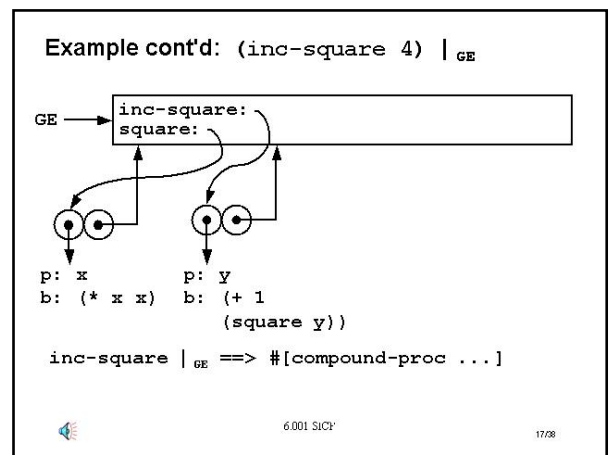 Example cont'd: (inc-square 4) | GE
GE
inc-square:
square:
p: x
b: (* x x)
p: y
b: (+ 1
(square y))
inc-square | GE ==> #[compound-proc ...]
6.001 SICP
17/38